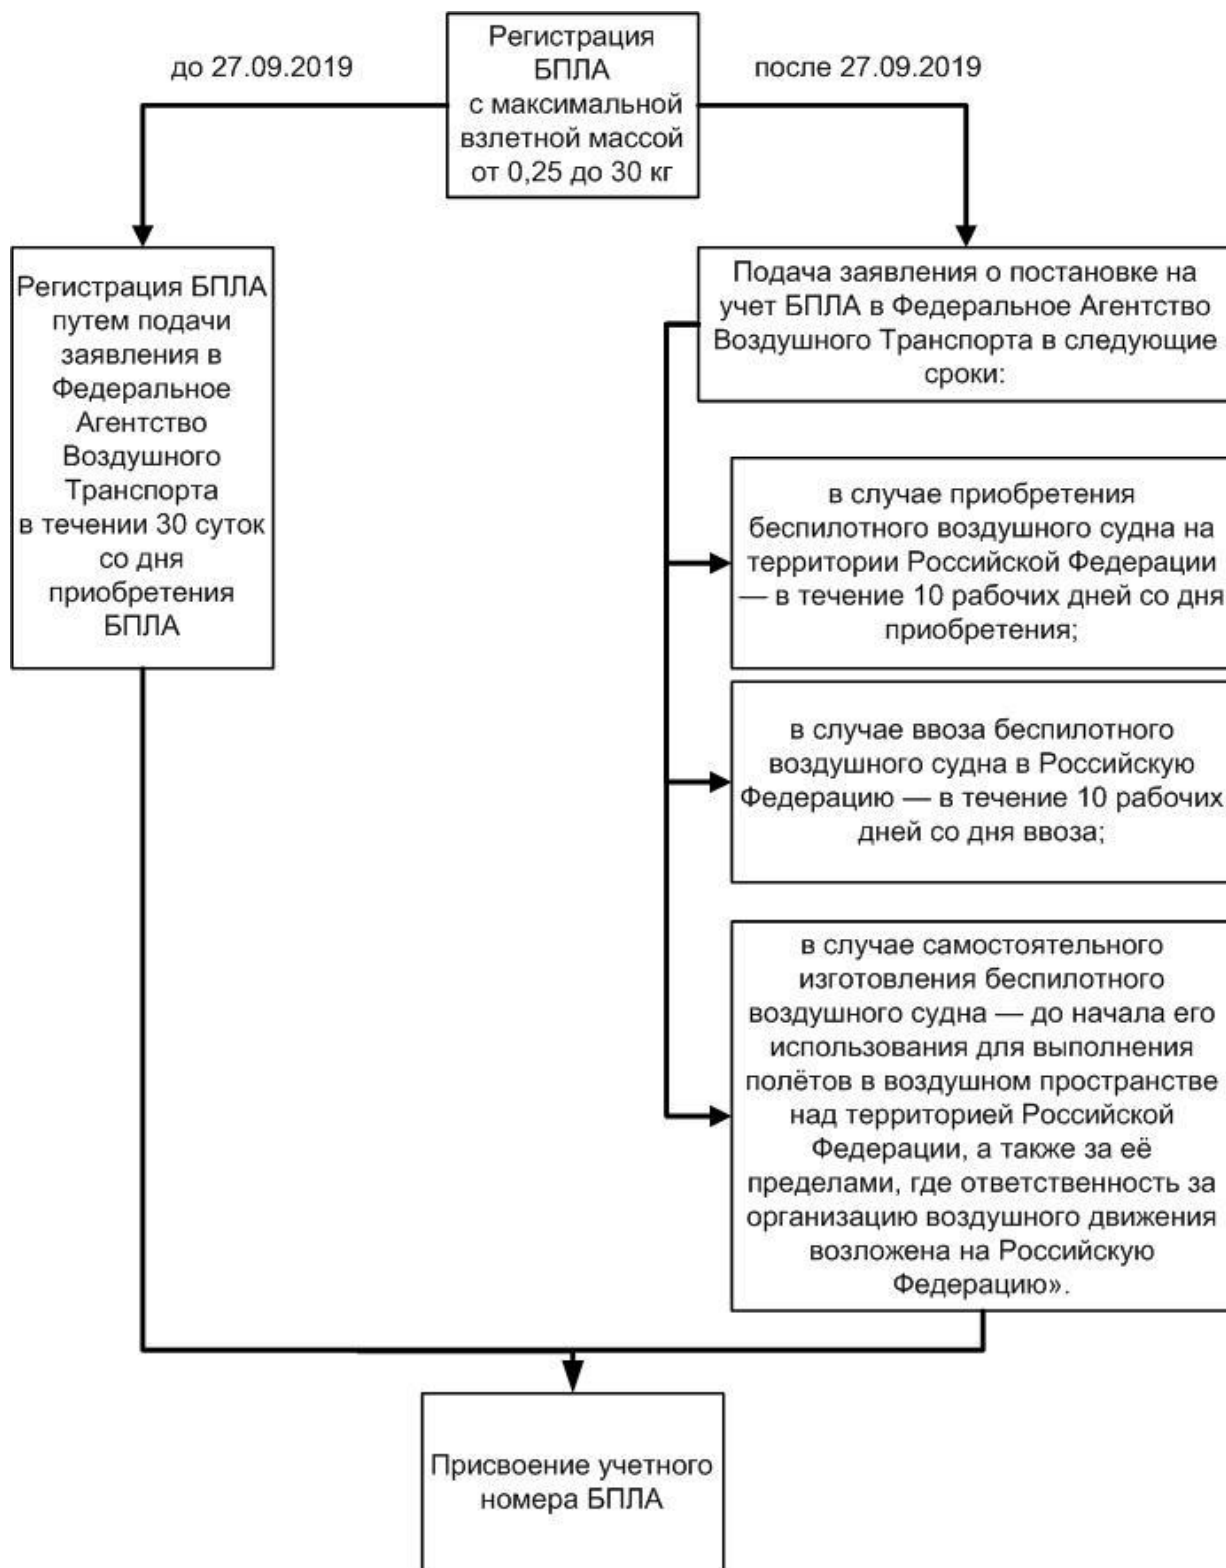 Регистрация
БПЛА
с максимальной
взлетной массой
от 0,25 до 30 кг
до 27.09.2019
после 27.09.2019
Регистрация БПЛА
путем подачи
заявления в
Федеральное
Агентство
Воздушного
Транспорта
в течении 30 суток
со дня
приобретения
БПЛА
Подача заявления о постановке на
учет БПЛА в Федеральное Агентство
Воздушного Транспорта в следующие
сроки:
в случае приобретения
беспилотного воздушного судна на
территории Российской Федерации
— в течение 10 рабочих дней со дня
приобретения;
в случае ввоза беспилотного
воздушного судна в Российскую
Федерацию — в течение 10 рабочих
дней со дня ввоза;
в случае самостоятельного
изготовления беспилотного
воздушного судна — до начала его
использования для выполнения
полётов в воздушном пространстве
над территорией Российской
Федерации, а также за её
пределами, где ответственность за
организацию воздушного движения
возложена на Российскую
Федерацию».
Присвоение учетного
номера БПЛА